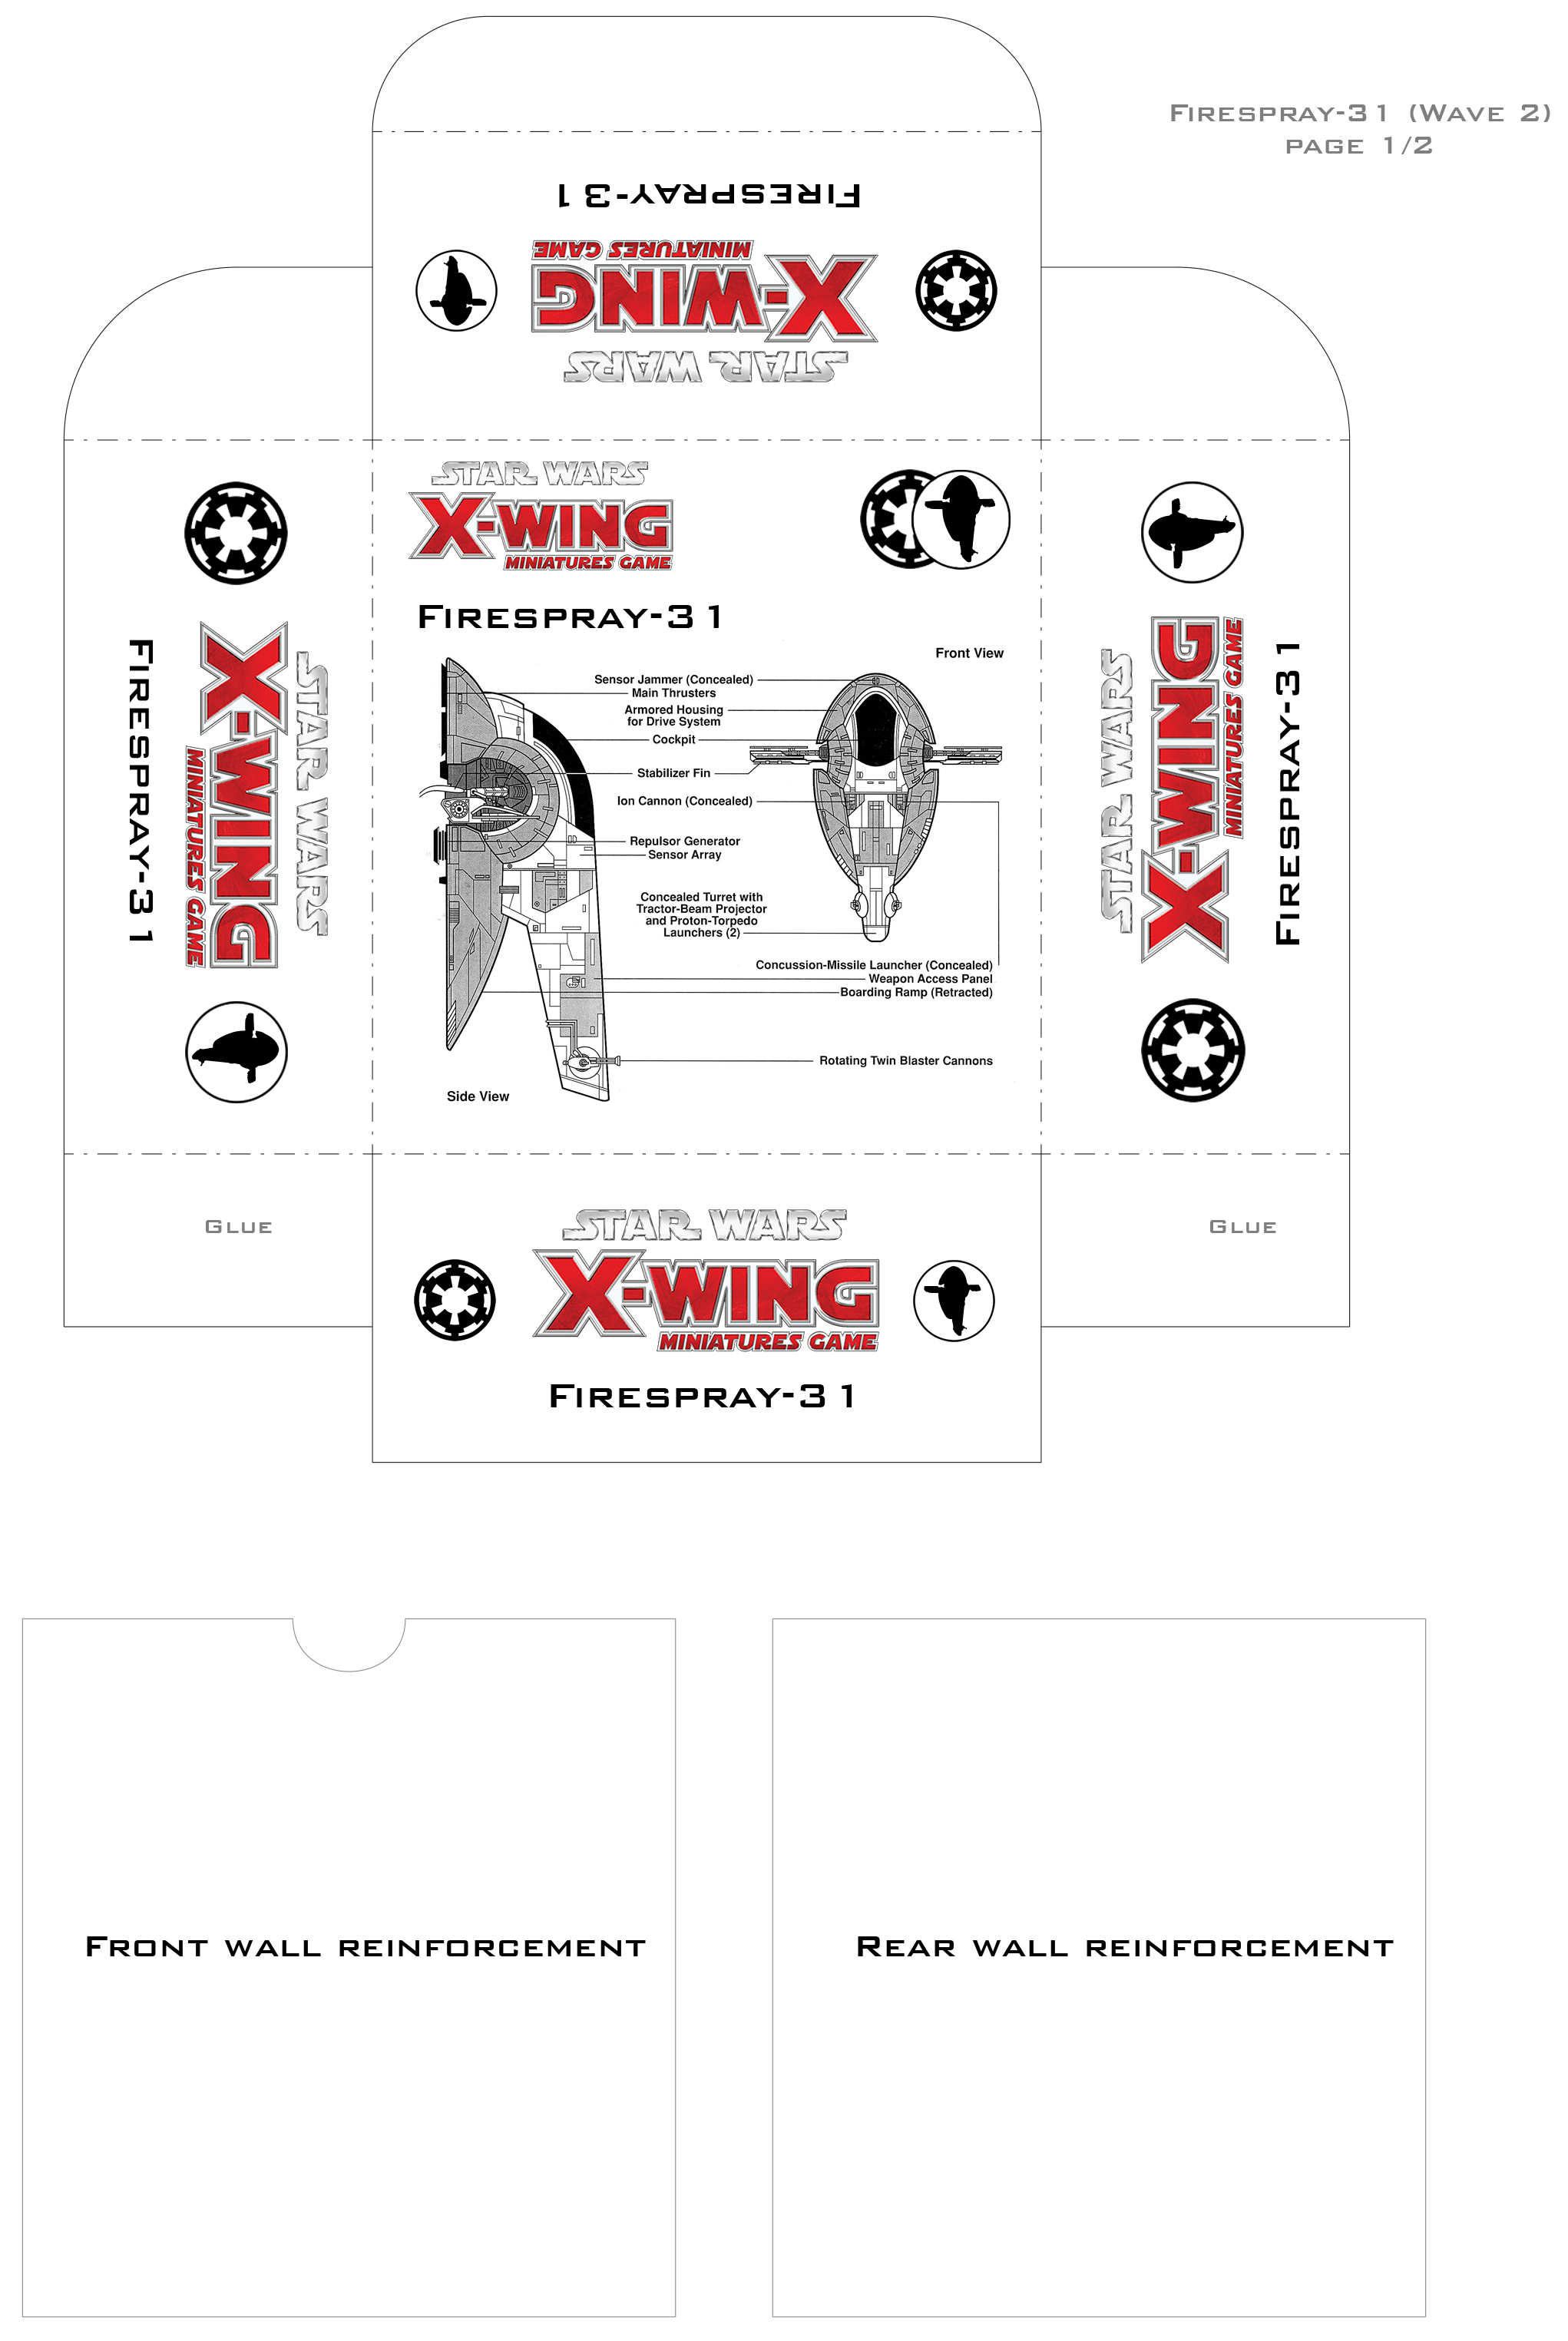 Firespray-31 (Wave 2)
page 1/2
Firespray-31
STAR WARS
X-WING
MINIATURES GAME
STAR WARS
X-WING
MINIATURES GAME
Firespray-31
Front View
Sensor Jammer (Concealed)
Main Thrusters
Armored Housing
for Drive System
Cockpit
Stabilizer Fin
Ion Cannon (Concealed)
Repulsor Generator
Sensor Array
Concealed Turret with
Tractor-Beam Projector
and Proton-Torpedo
Launchers (2)
Concussion-Missile Launcher (Concealed)
Weapon Access Panel
Boarding Ramp (Retracted)
Rotating Twin Blaster Cannons
Side View
STAR WARS
X-WING
MINIATURES GAME
Firespray-31
STAR WARS
X-WING
MINIATURES GAME
Firespray-31
Glue
Glue
STAR WARS
X-WING
MINIATURES GAME
Firespray-31
Front wall reinforcement
Rear wall reinforcement